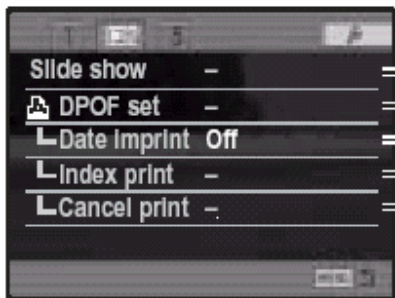 Slide show –
DPOF set –
Date imprint Off
Index print –
Cancel print –